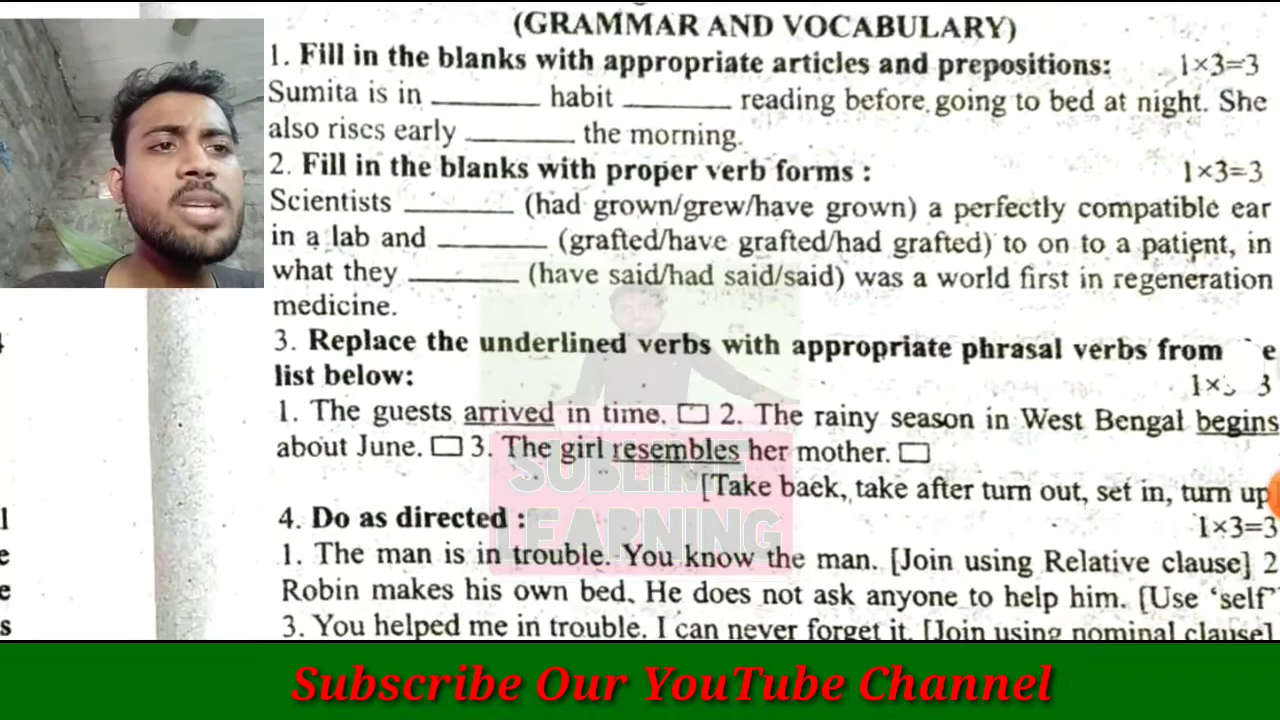 (GRAMMAR AND VOCABULARY)
1. Fill in the blanks with appropriate articles and prepositions: 1×3=3
Sumita is in ________ habit ________ reading before going to bed at night. She
also rises early ________ the morning.
2. Fill in the blanks with proper verb forms : 1×3=3
Scientists ________ (had grown/grew/have grown) a perfectly compatible ear
in a lab and ________ (grafted/have grafted/had grafted) to on to a patient, in
what they ________ (have said/had said/said) was a world first in regeneration
medicine.
3. Replace the underlined verbs with appropriate phrasal verbs from
list below: 3
1. The guests arrived in time. ☐ 2. The rainy season in West Bengal begins
about June. ☐ 3. The girl resembles her mother. ☐
[Take back, take after turn out, set in, turn up
4. Do as directed : 1×3=3
1. The man is in trouble. You know the man. [Join using Relative clause] 2
Robin makes his own bed. He does not ask anyone to help him. [Use 'self'
3. You helped me in trouble. I can never forget it. [Join using nominal clause]
SUBLIME
LEARNING
Subscribe Our YouTube Channel